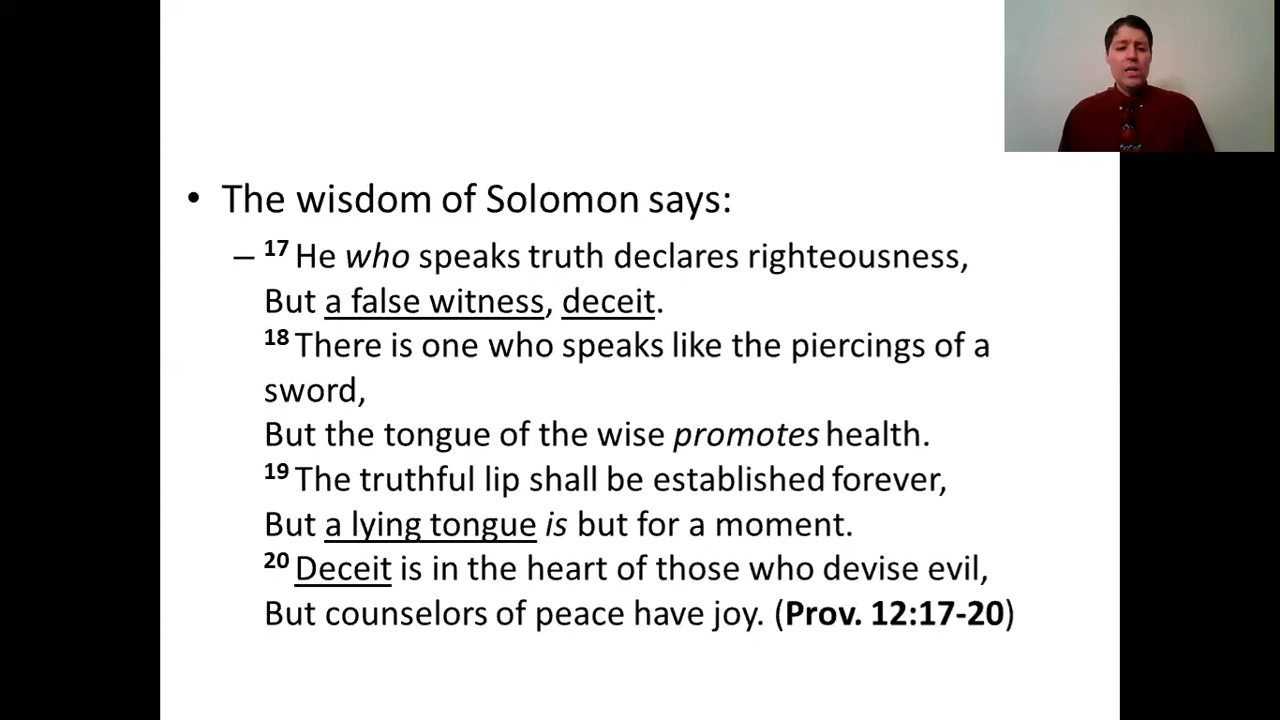 • The wisdom of Solomon says:
– 17 He who speaks truth declares righteousness,
But a false witness, deceit.
18 There is one who speaks like the piercings of a
sword,
But the tongue of the wise promotes health.
19 The truthful lip shall be established forever,
But a lying tongue is but for a moment.
20 Deceit is in the heart of those who devise evil,
But counselors of peace have joy. (Prov. 12:17-20)